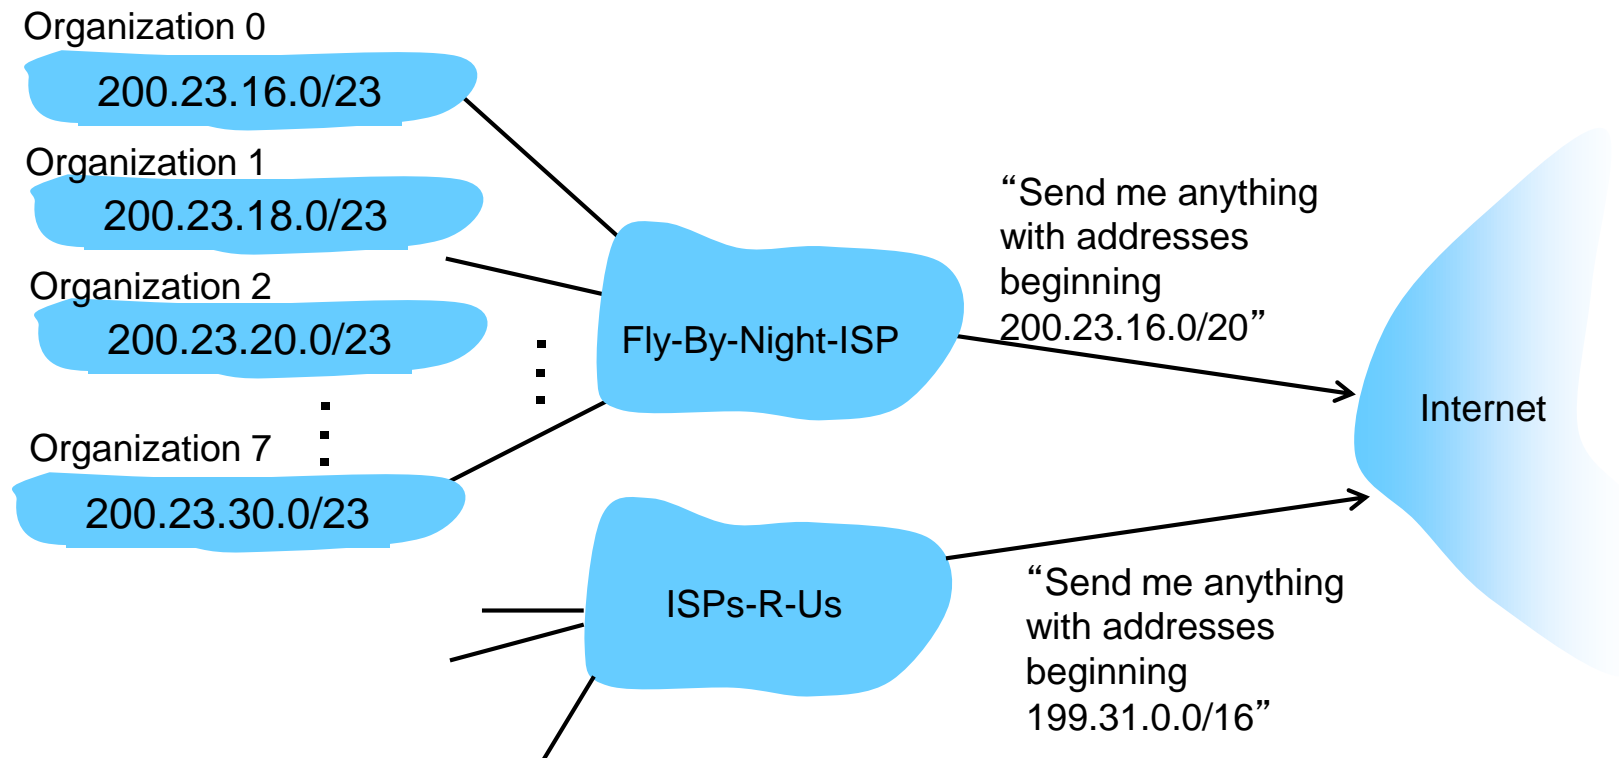 Organization 0
200.23.16.0/23
Organization 1
200.23.18.0/23
Organization 2
200.23.20.0/23
Organization 7
200.23.30.0/23
Fly-By-Night-ISP
“Send me anything
with addresses
beginning
200.23.16.0/20”
Internet
ISPs-R-Us
“Send me anything
with addresses
beginning
199.31.0.0/16”